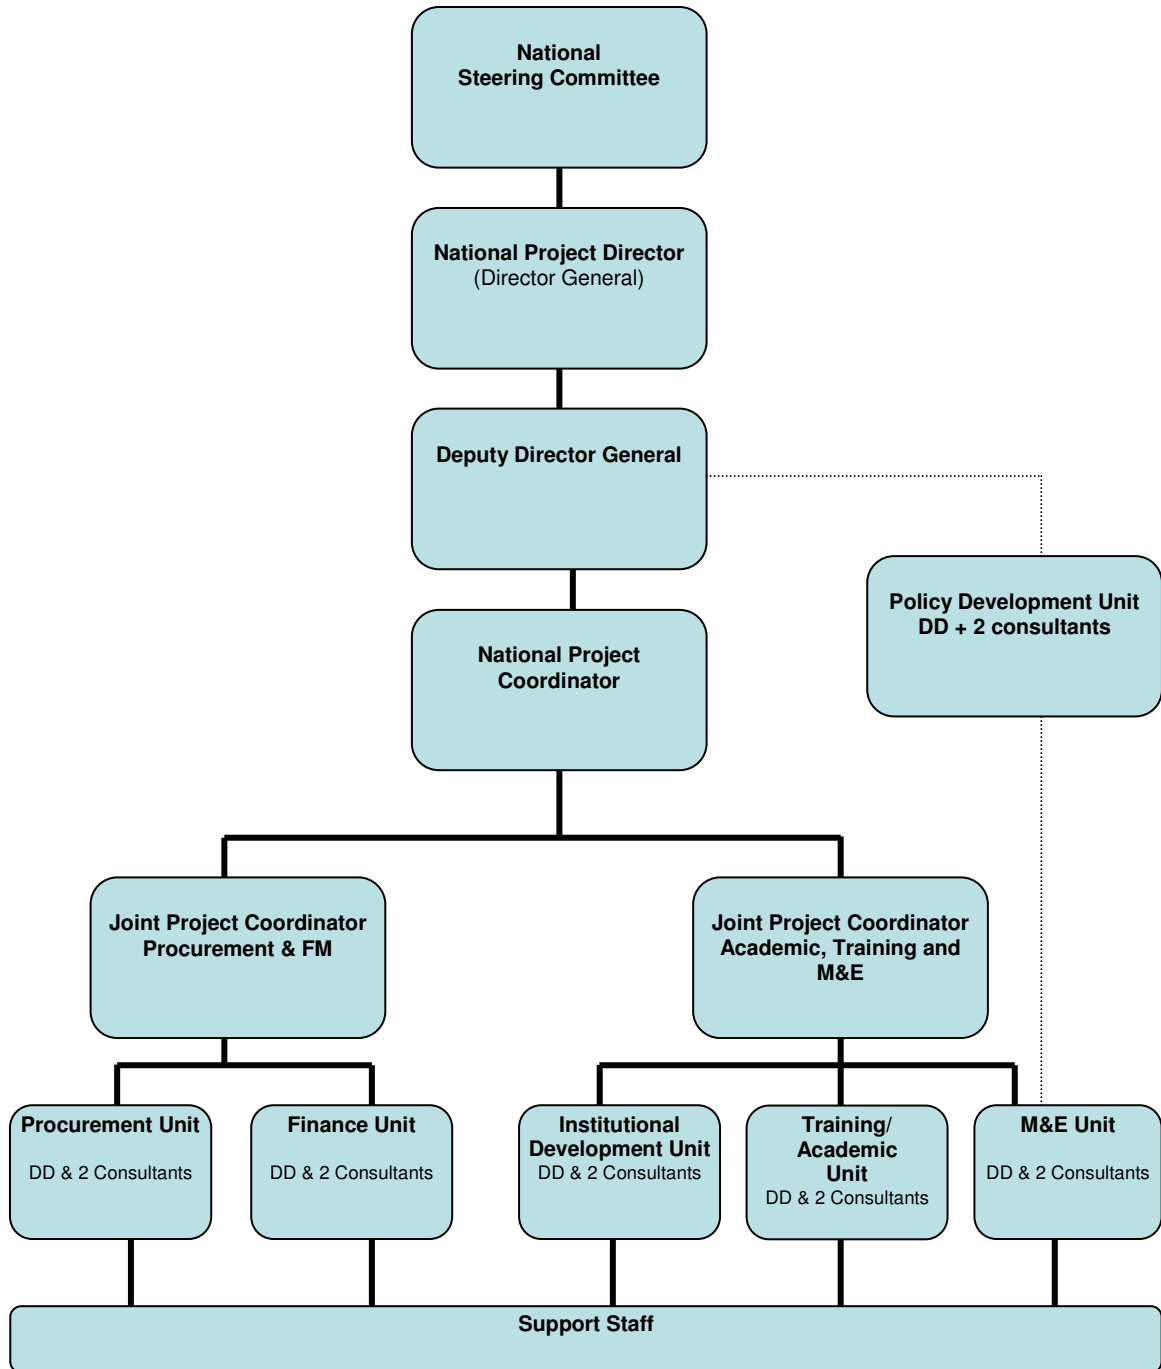 National
Steering Committee
National Project Director
(Director General)
Deputy Director General
Policy Development Unit
DD + 2 consultants
National Project
Coordinator
Joint Project Coordinator
Procurement & FM
Joint Project Coordinator
Academic, Training and
M&E
Procurement Unit
DD & 2 Consultants
Finance Unit
DD & 2 Consultants
Institutional
Development Unit
DD & 2 Consultants
Training/
Academic
Unit
DD & 2 Consultants
M&E Unit
DD & 2 Consultants
Support Staff